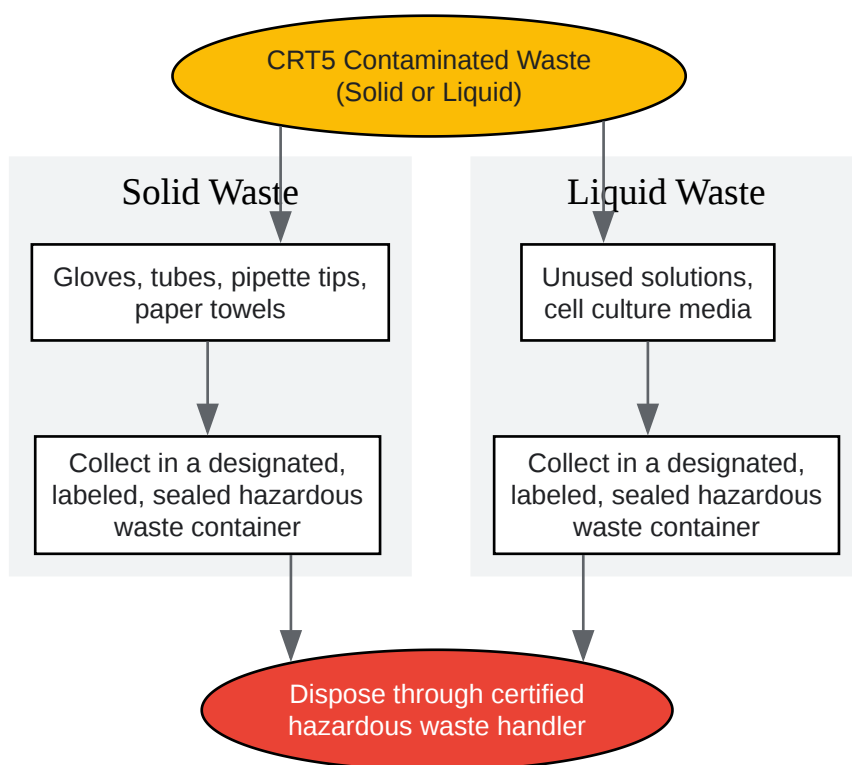 CRT5 Contaminated Waste
(Solid or Liquid)
Solid Waste
Gloves, tubes, pipette tips,
paper towels
Collect in a designated,
labeled, sealed hazardous
waste container
Liquid Waste
Unused solutions,
cell culture media
Collect in a designated,
labeled, sealed hazardous
waste container
Dispose through certified
hazardous waste handler